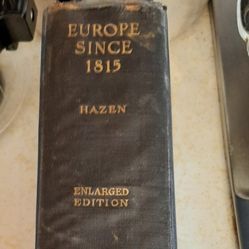 EUROPE
SINCE
1815
HAZEN
ENLARGED
EDITION